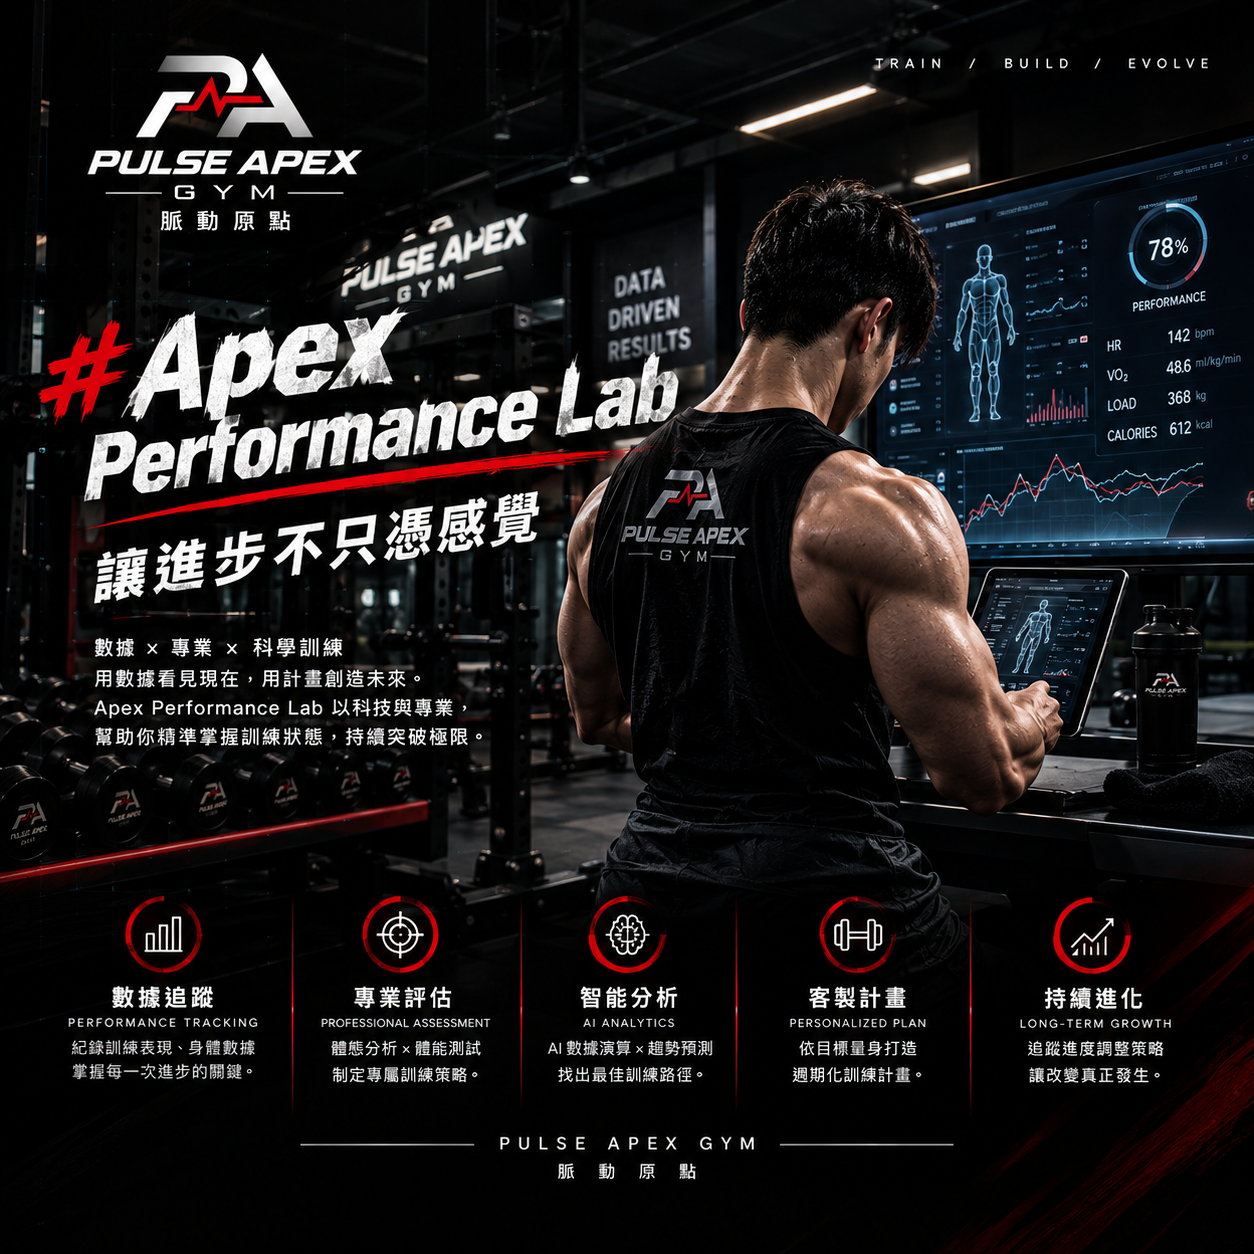 PULSE APEX
GYM
脈動原點
TRAIN / BUILD / EVOLVE
PULSE APEX
GYM
DATA
DRIVEN
RESULTS
#Apex
Performance Lab
讓進步不只憑感覺
數據 × 專業 × 科學訓練
用數據看見現在，用計畫創造未來。
Apex Performance Lab 以科技與專業，
幫助你精準掌握訓練狀態，持續突破極限。
78%
PERFORMANCE
HR 142 bpm
VO₂ 48.6 ml/kg/min
LOAD 368 kg
CALORIES 612 kcal
PULSE APEX
GYM
PULSE APEX
GYM
數據追蹤
PERFORMANCE TRACKING
紀錄訓練表現、身體數據
掌握每一次進步的關鍵。
專業評估
PROFESSIONAL ASSESSMENT
體態分析 × 體能測試
制定專屬訓練策略。
智能分析
AI ANALYTICS
AI 數據演算 × 趨勢預測
找出最佳訓練路徑。
客製計畫
PERSONALIZED PLAN
依目標量身打造
週期化訓練計畫。
持續進化
LONG-TERM GROWTH
追蹤進度調整策略
讓改變真正發生。
PULSE APEX GYM
脈動原點